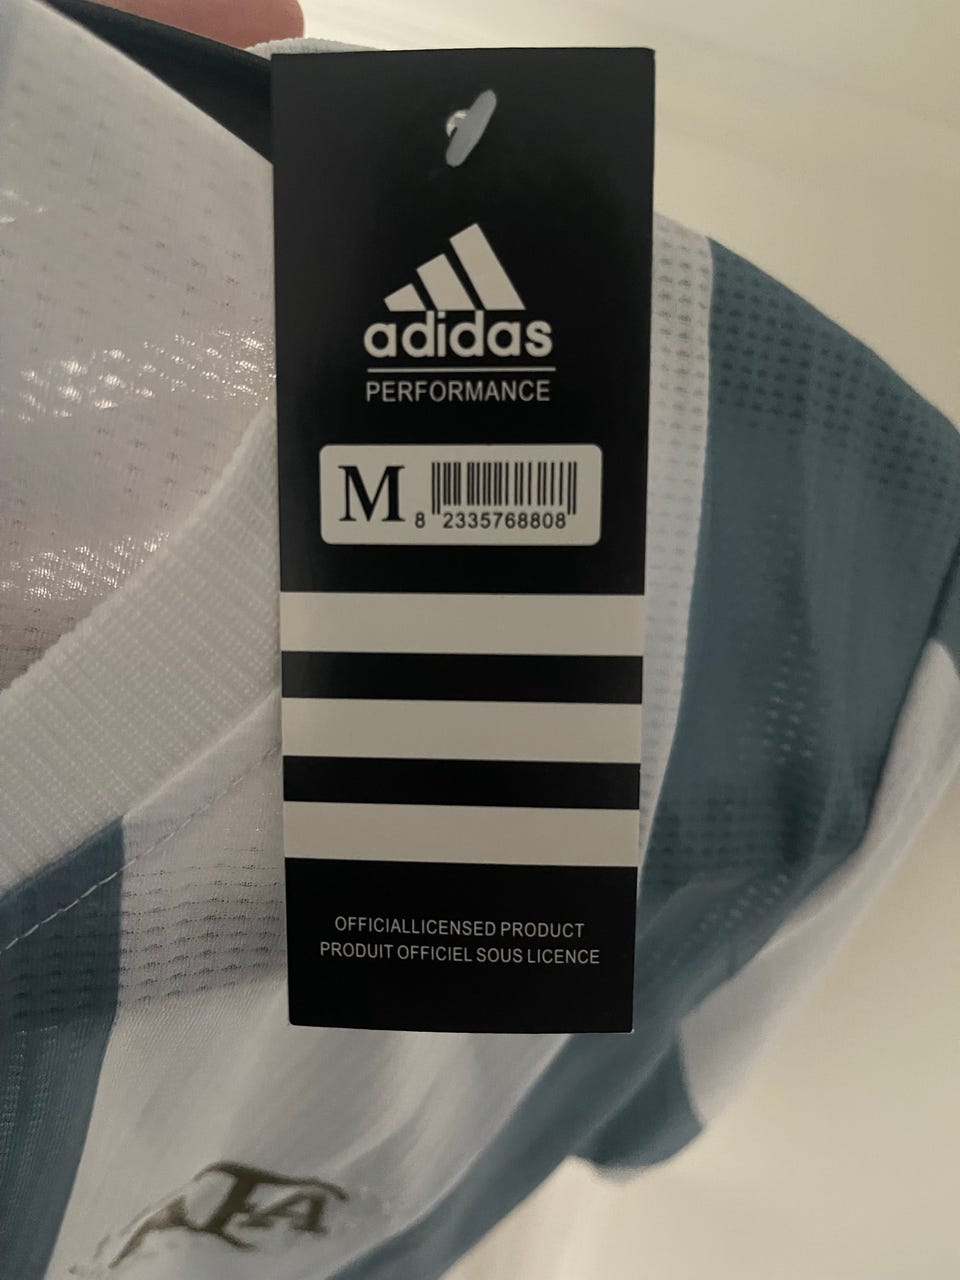 adidas
PERFORMANCE
M
8 2335768808
OFFICIALLICENSED PRODUCT
PRODUIT OFFICIEL SOUS LICENCE
AFA